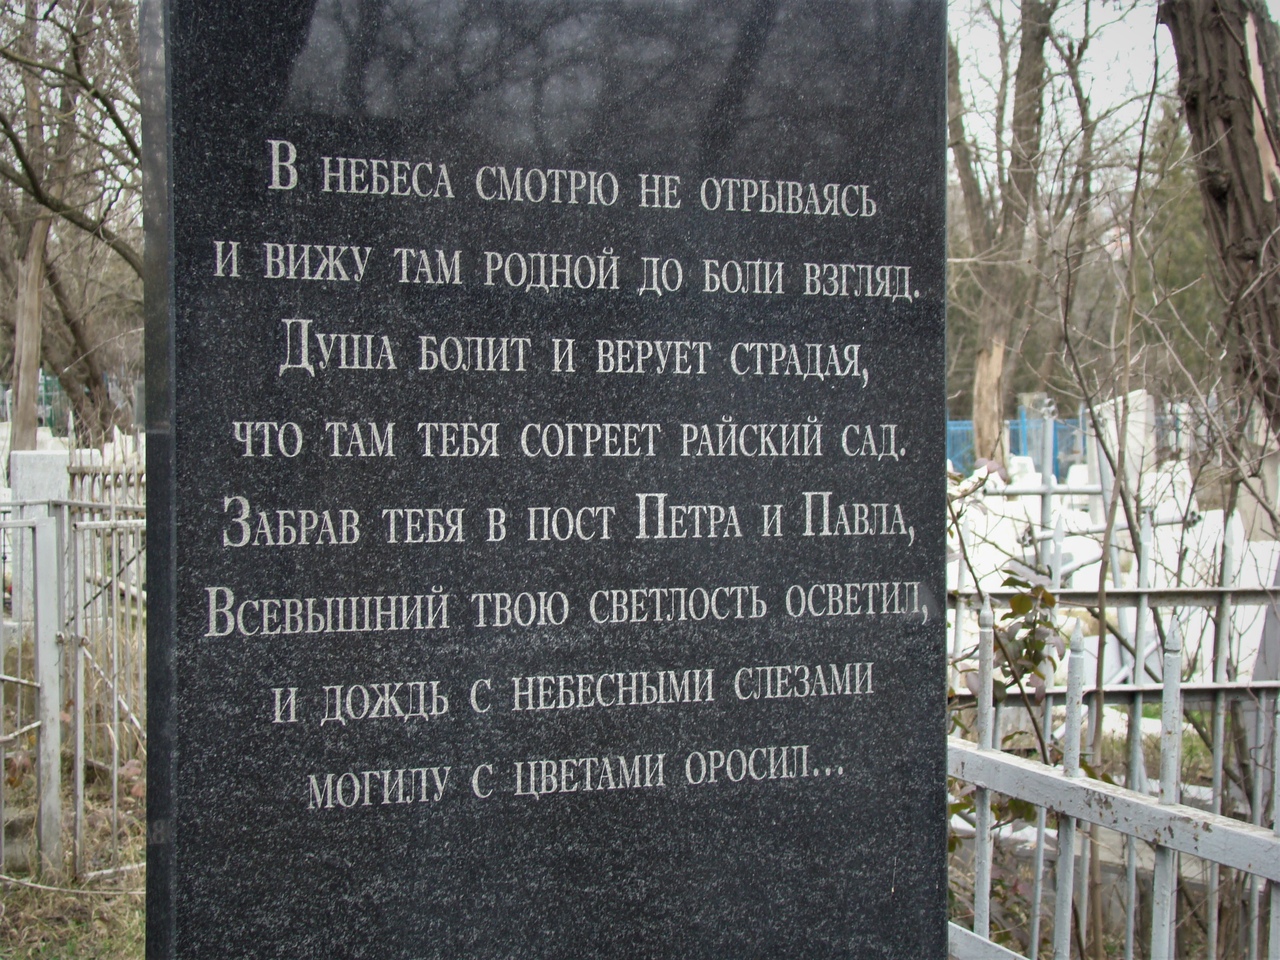 В НЕБЕСА СМОТРЮ НЕ ОТРЫВАЯСЬ
И ВИЖУ ТАМ РОДНОЙ ДО БОЛИ ВЗГЛЯД.
ДУША БОЛИТ И ВЕРУЕТ СТРАДАЯ,
ЧТО ТАМ ТЕБЯ СОГРЕЕТ РАЙСКИЙ САД.
ЗАБРАВ ТЕБЯ В ПОСТ ПЕТРА И ПАВЛА,
ВСЕВЫШНИЙ ТВОЮ СВЕТЛОСТЬ ОСВЕТИЛ,
И ДОЖДЬ С НЕБЕСНЫМИ СЛЕЗАМИ
МОГИЛУ С ЦВЕТАМИ ОРОСИЛ...